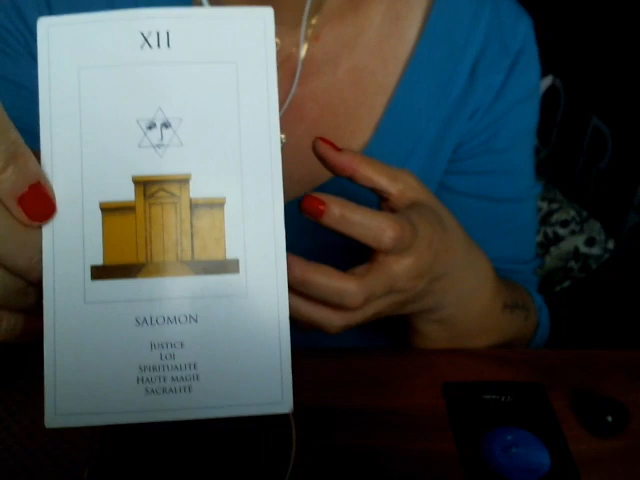 XII
SALOMON
JUSTICE
LOI
SPIRITUALITÉ
HAUTE MAGIE
SACRALITÉ